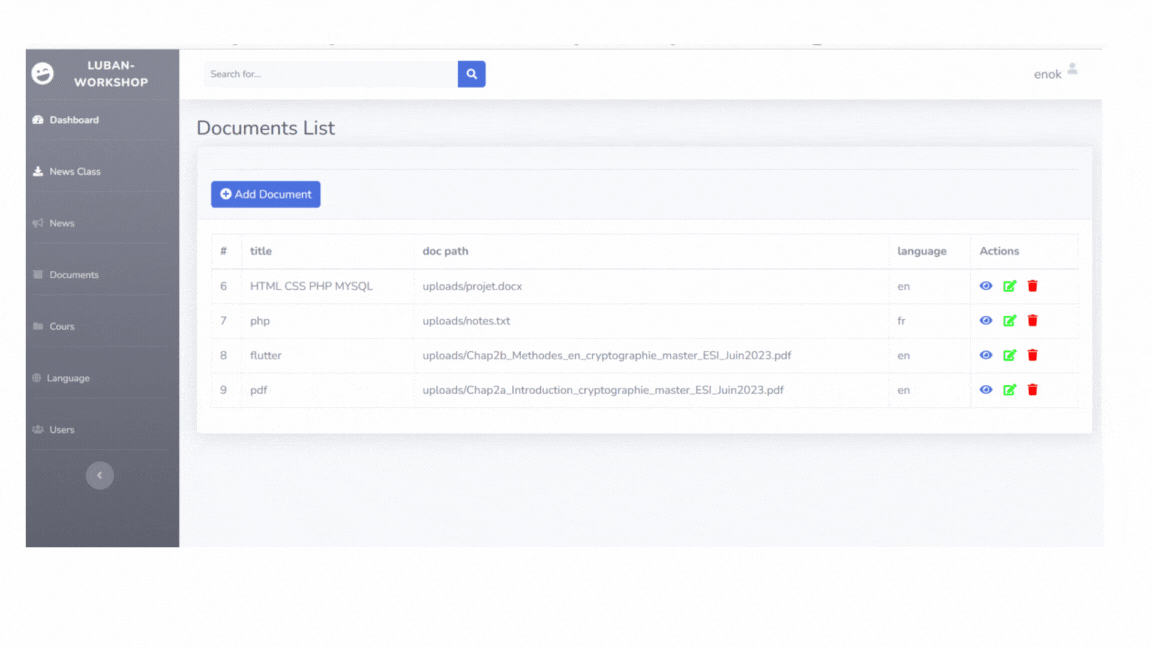 LUBAN-
WORKSHOP
Search for...
enok
Dashboard
News Class
News
Documents
Cours
Language
Users
Documents List
Add Document
# title doc path language Actions
6 HTML CSS PHP MYSQL uploads/projet.docx en
7 php uploads/notes.txt fr
8 flutter uploads/Chap2b_Methodes_en_cryptographie_master_ESI_Juin2023.pdf en
9 pdf uploads/Chap2a_Introduction_cryptographie_master_ESI_Juin2023.pdf en